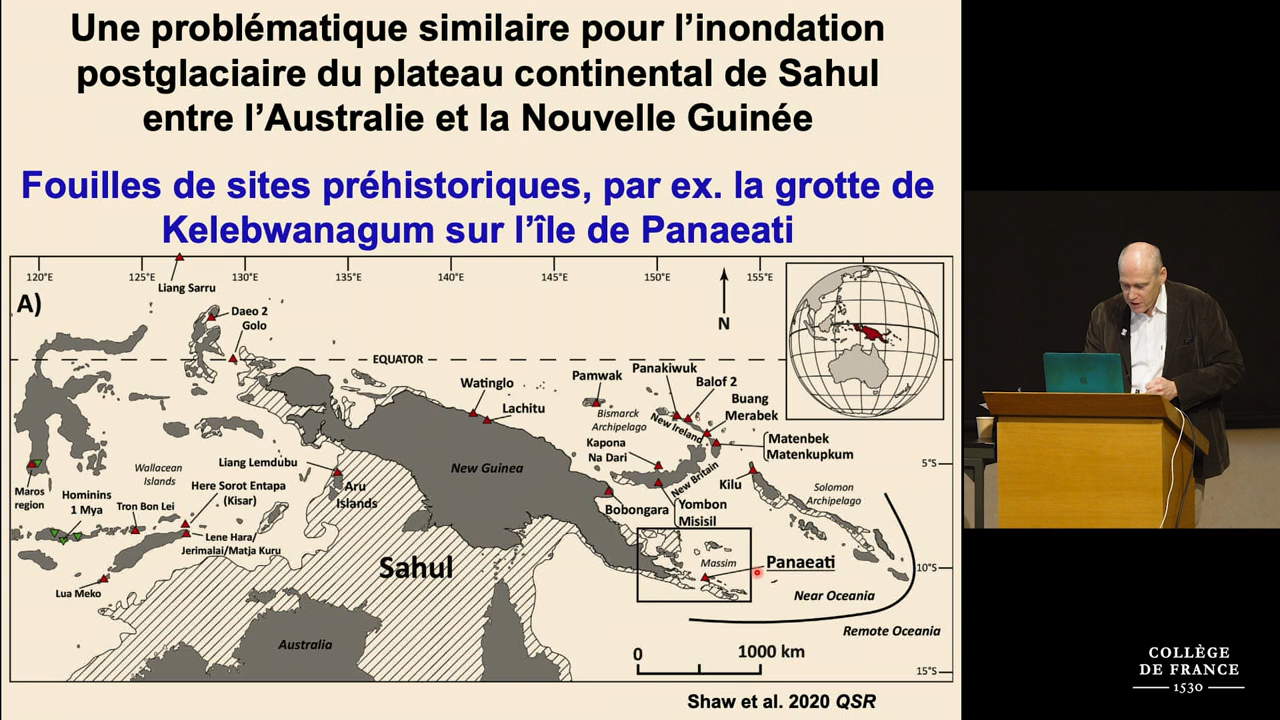 Une problématique similaire pour l'inondation
postglaciaire du plateau continental de Sahul
entre l'Australie et la Nouvelle Guinée
Fouilles de sites préhistoriques, par ex. la grotte de
Kelebwanagum sur l'île de Panaeati
120°E
125°E
130°E
135°E
140°E
145°E
150°E
155°E
A)
Liang Sarru
Daeo 2
Golo
N
EQUATOR
Watinglo
Lachitu
Pamwak
Panakiwuk
Balof 2
Buang
Merabek
Bismarck
Archipelago
New Ireland
Matenbek
Matenkupkum
Kapona
Na Dari
New Britain
Kilu
Solomon
Archipelago
5°S
Liang Lemdubu
Aru
Islands
New Guinea
Wallacean
Islands
Maros
region
Hominins
1 Mya
Tron Bon Lei
Here Sorot Entapa
(Kisar)
Lene Hara/
Jerimalai/Matja Kuru
Lua Meko
Bobongara
Yombon
Misisil
Sahul
Massim
Panaeati
10°S
Near Oceania
Remote Oceania
Australia
0
1000 km
15°S
Shaw et al. 2020 QSR
COLLÈGE
DE FRANCE
1530